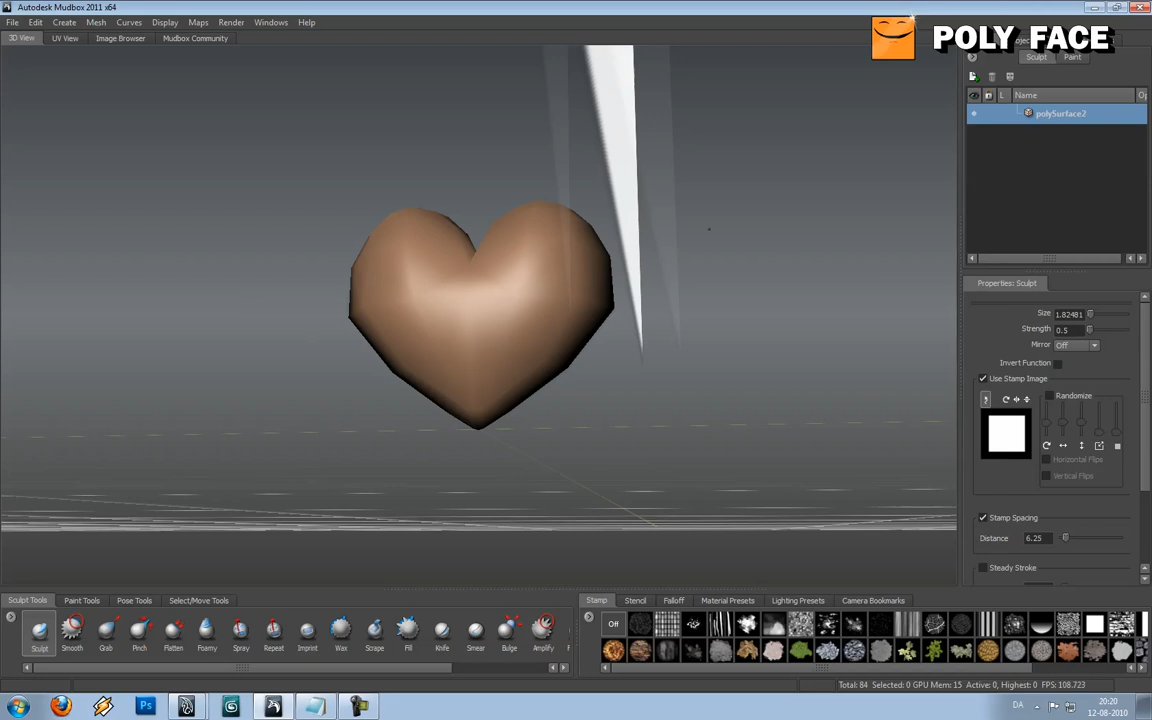 Autodesk Mudbox 2011 x64
File Edit Create Mesh Curves Display Maps Render Windows Help
POLY FACE
3D View UV View Image Browser Mudbox Community
Sculpt Paint
L Name
polySurface2
Properties: Sculpt
Size 1.82481
Strength 0.5
Mirror Off
Invert Function
Use Stamp Image
Randomize
Horizontal Flips
Vertical Flips
Stamp Spacing
Distance 6.25
Steady Stroke
Sculpt Tools Paint Tools Pose Tools Select/Move Tools
Stamp Stencil Falloff Material Presets Lighting Presets Camera Bookmarks
Off
Sculpt Smooth Grab Pinch Flatten Foamy Spray Repeat Imprint Wax Scrape Fill Knife Smear Bulge Amplify
Total: 84 Selected: 0 GPU Mem: 15 Active: 0, Highest: 0 FPS: 108.723
DA
20:20
12-08-2010